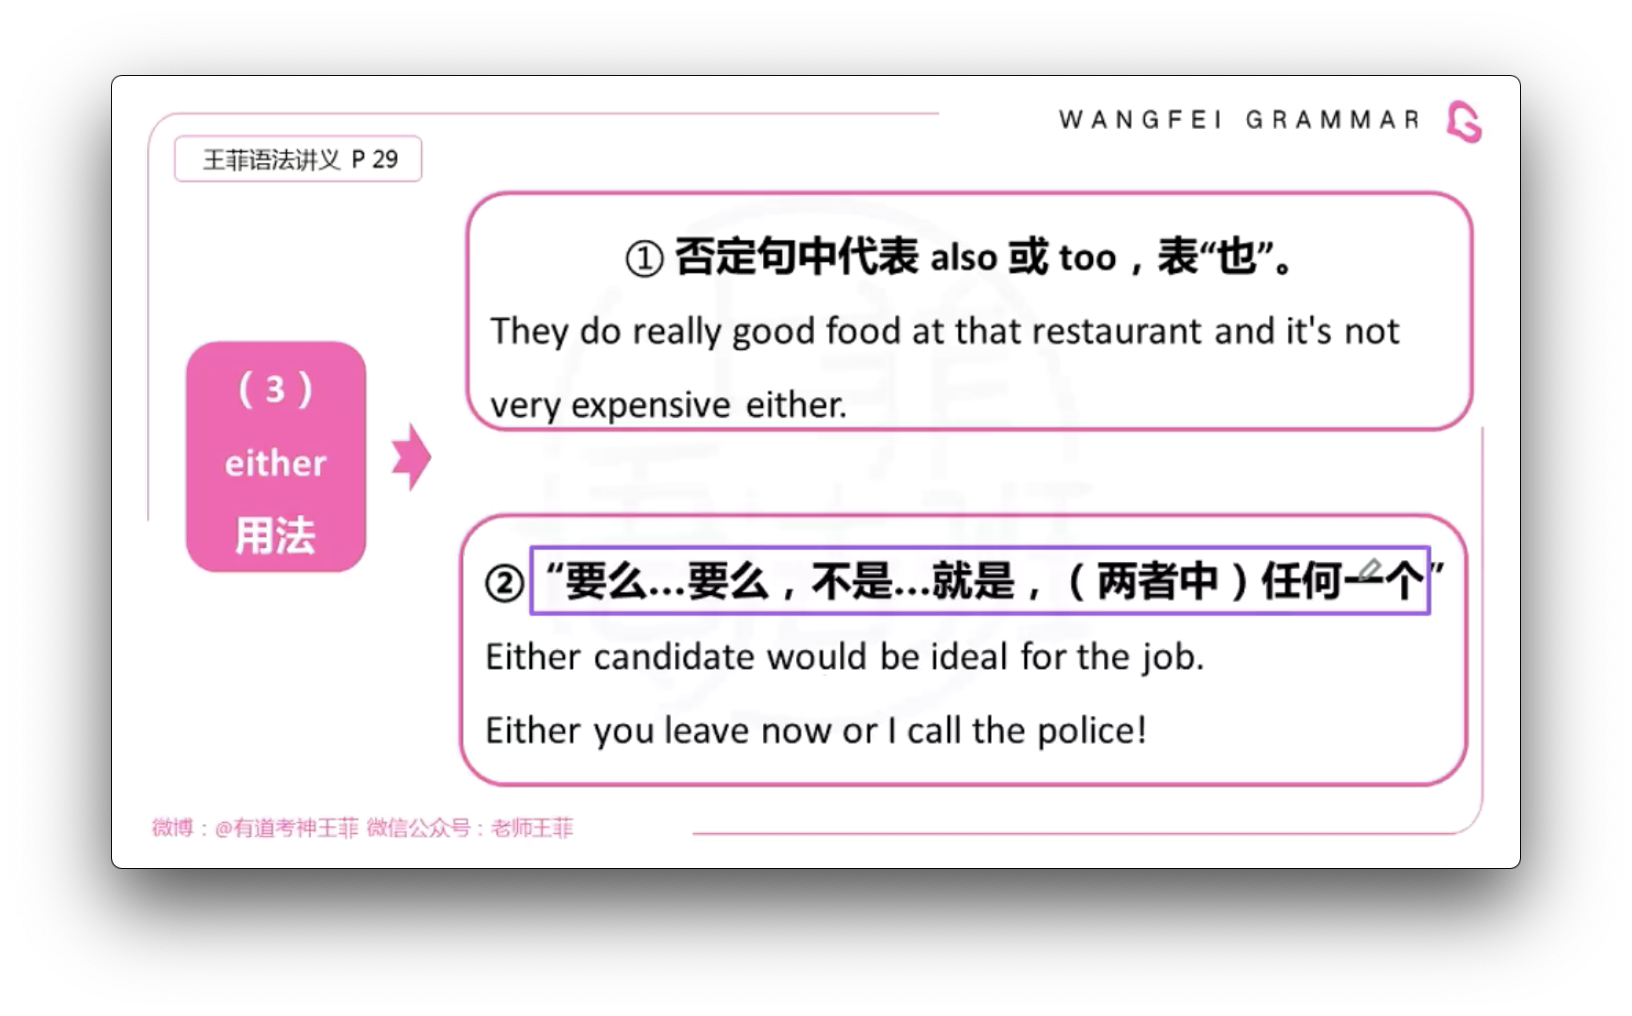 WANGFEI GRAMMAR
王菲语法讲义 P 29
① 否定句中代表 also 或 too，表“也”。
They do really good food at that restaurant and it's not
very expensive either.
（3）
either
用法
② “要么...要么，不是...就是，（两者中）任何一个”
Either candidate would be ideal for the job.
Either you leave now or I call the police!
微博：@有道考神王菲 微信公众号：老师王菲